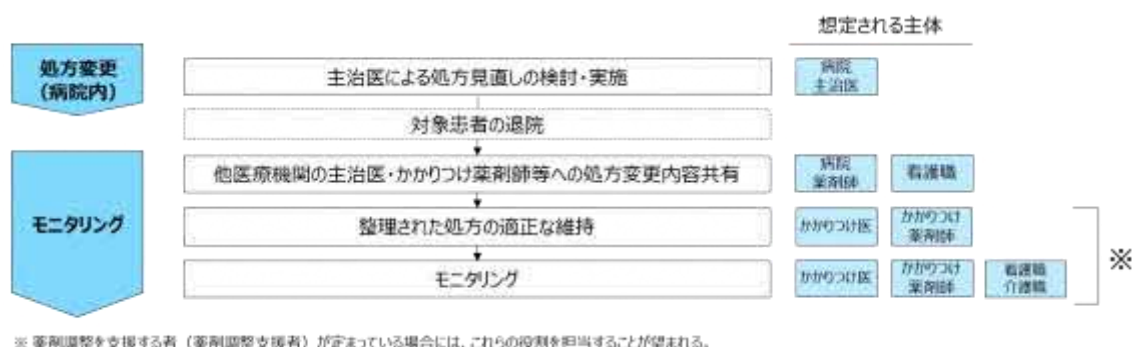 想定される主体
処方変更
(病院内)
主治医による処方見直しの検討・実施
病院
主治医
対象患者の退院
モニタリング
他医療機関の主治医・かかりつけ薬剤師等への処方変更内容共有
病院
薬剤師
看護職
整理された処方の適正な維持
かかりつけ医
かかりつけ
薬剤師
モニタリング
かかりつけ医
かかりつけ
薬剤師
看護職
介護職
※
※ 薬剤調整を支援する者（薬剤調整支援者）が定まっている場合には、これらの役割を担当することが望まれる。